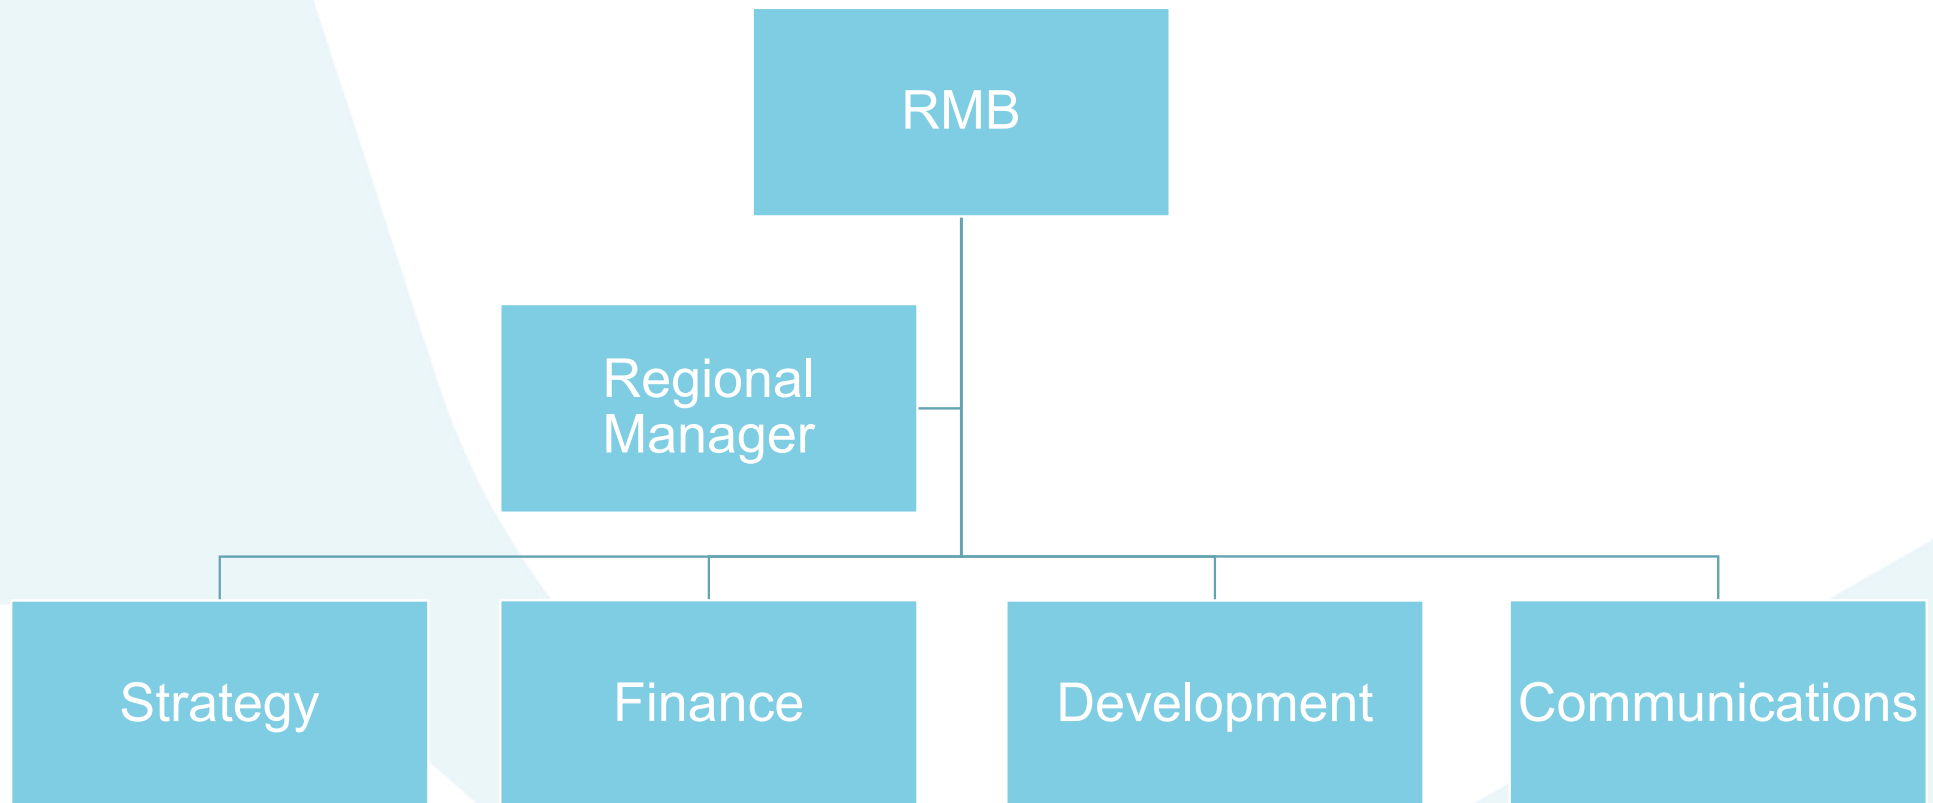 RMB
Regional
Manager
Strategy
Finance
Development
Communications